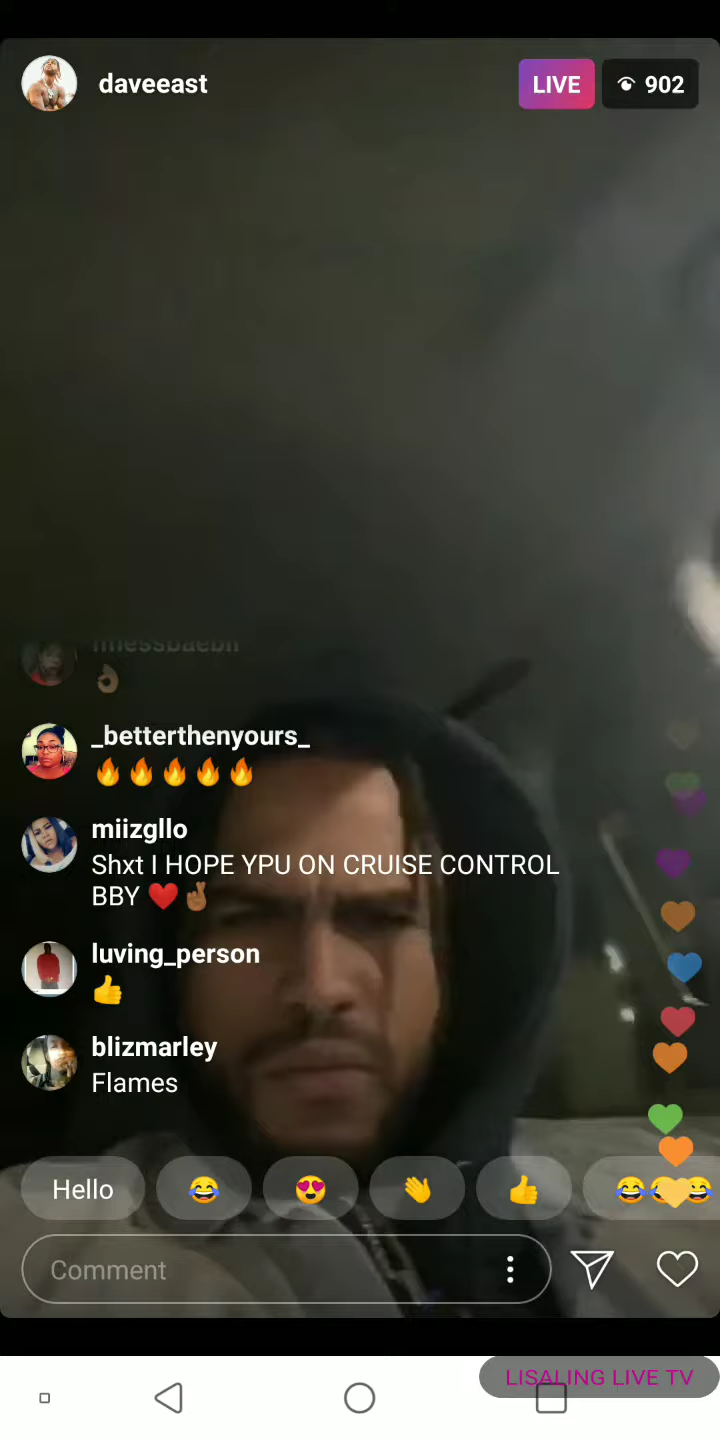 daveeast
LIVE
902
_betterthenyours_
🔥🔥🔥🔥🔥
miizgllo
Shxt I HOPE YPU ON CRUISE CONTROL
BBY ❤️🤞🏾
luving_person
👍
blizmarley
Flames
Hello
Comment
LISALING LIVE TV